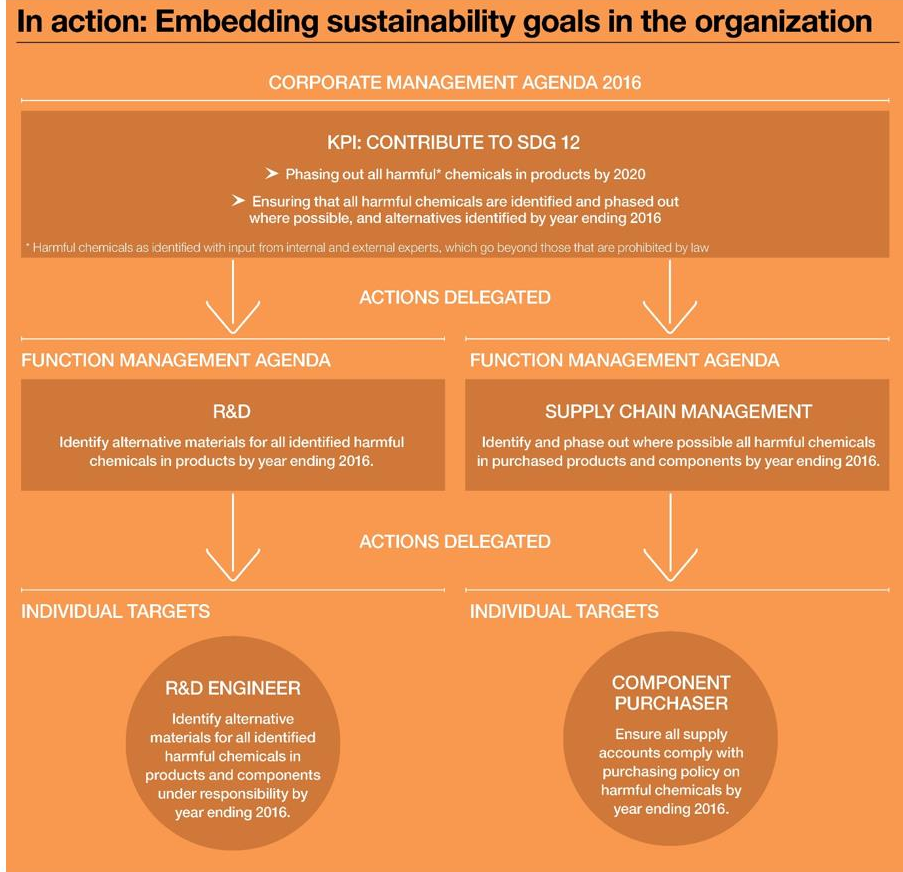 In action: Embedding sustainability goals in the organization
CORPORATE MANAGEMENT AGENDA 2016
KPI: CONTRIBUTE TO SDG 12
➤ Phasing out all harmful* chemicals in products by 2020
➤ Ensuring that all harmful chemicals are identified and phased out
where possible, and alternatives identified by year ending 2016
* Harmful chemicals as identified with input from internal and external experts, which go beyond those that are prohibited by law
ACTIONS DELEGATED
FUNCTION MANAGEMENT AGENDA
R&D
Identify alternative materials for all identified harmful
chemicals in products by year ending 2016.
FUNCTION MANAGEMENT AGENDA
SUPPLY CHAIN MANAGEMENT
Identify and phase out where possible all harmful chemicals
in purchased products and components by year ending 2016.
ACTIONS DELEGATED
INDIVIDUAL TARGETS
R&D ENGINEER
Identify alternative
materials for all identified
harmful chemicals in
products and components
under responsibility by
year ending 2016.
INDIVIDUAL TARGETS
COMPONENT
PURCHASER
Ensure all supply
accounts comply with
purchasing policy on
harmful chemicals by
year ending 2016.